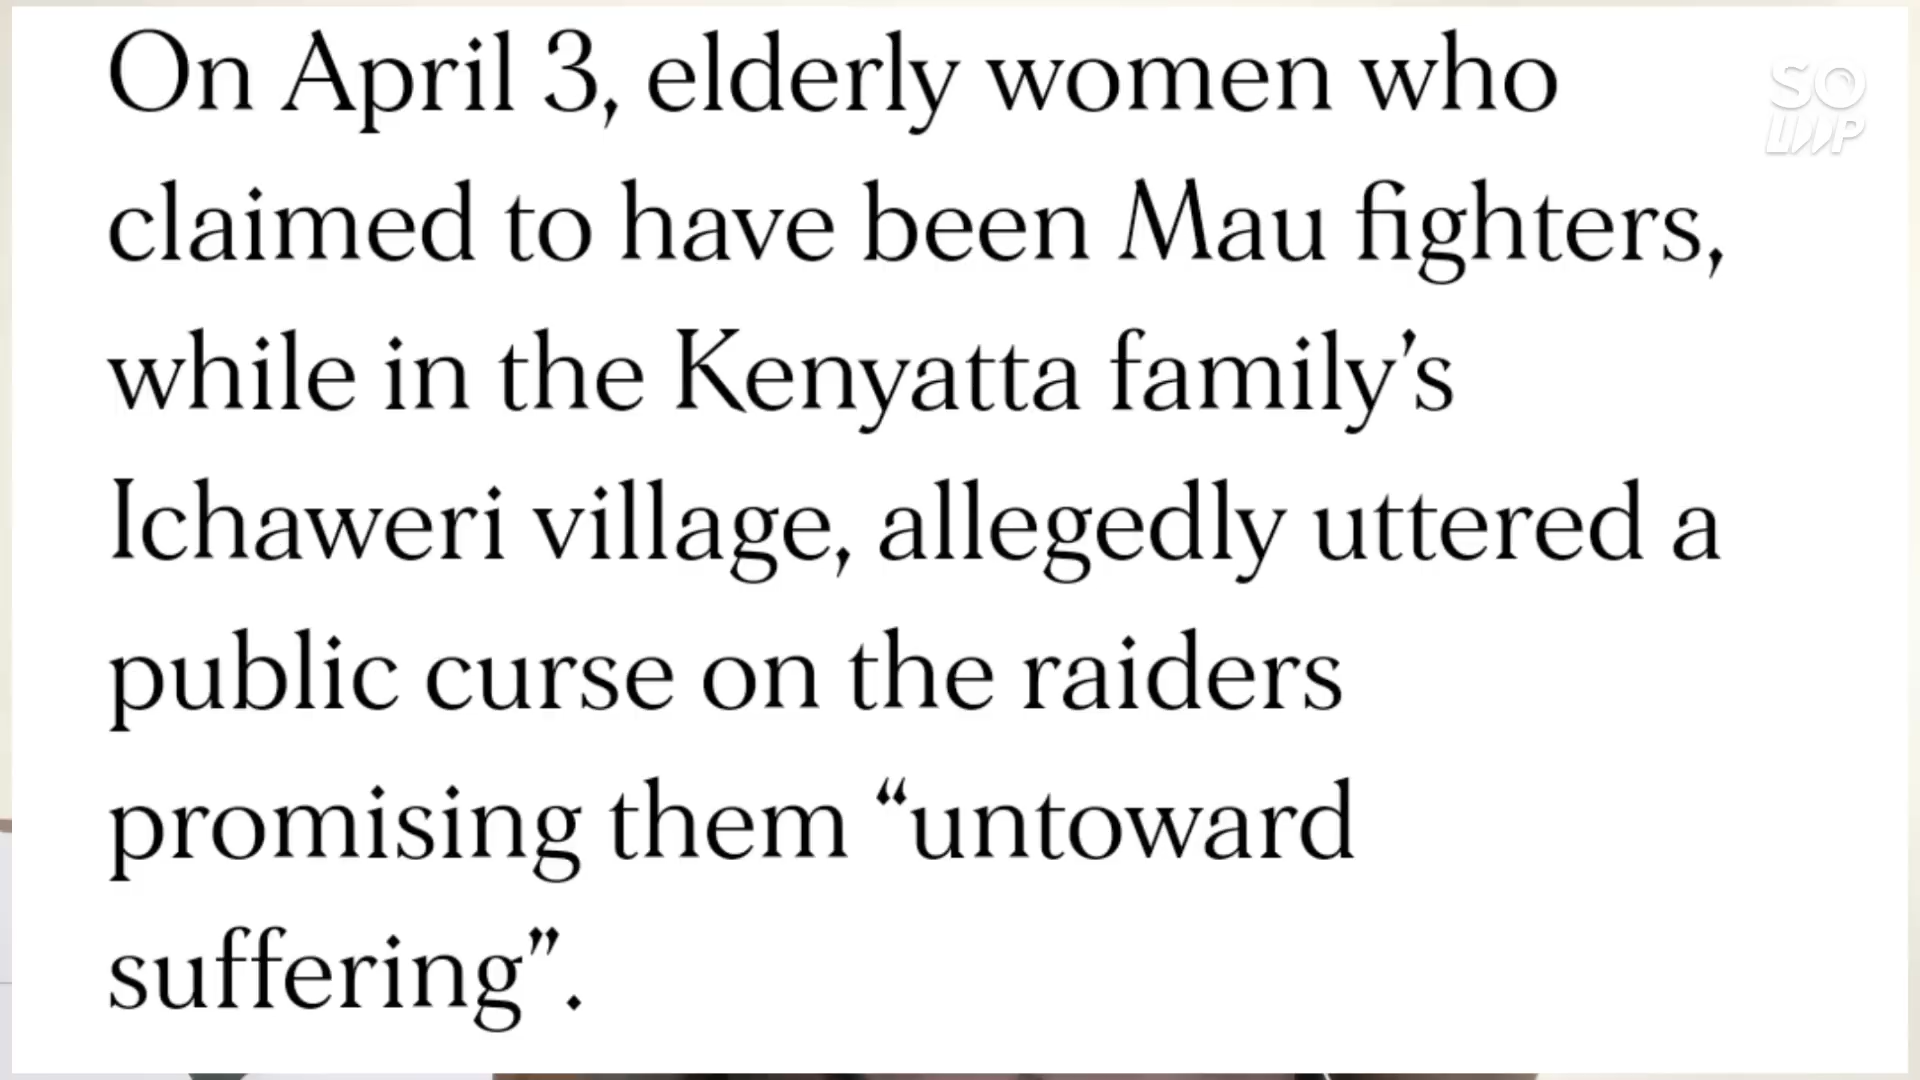 On April 3, elderly women who
claimed to have been Mau fighters,
while in the Kenyatta family’s
Ichaweri village, allegedly uttered a
public curse on the raiders
promising them “untoward
suffering”.
SO